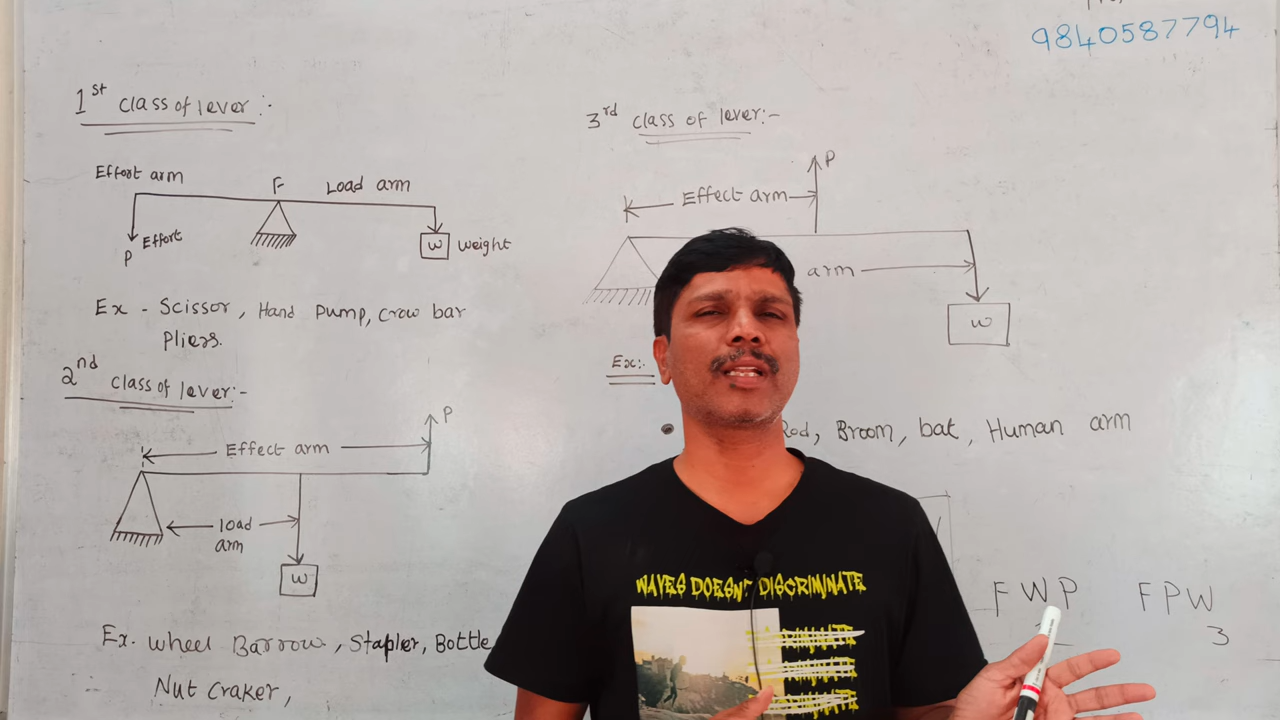 9840587794
1st class of lever:-
Effort arm F Load arm
P Effort W Weight
Ex - Scissor, Hand Pump, Crow bar
Pliers.
2nd class of lever:-
P
Effect arm
load
arm
W
Ex. Wheel Barrow, Stapler, Bottle
Nut Craker,
3rd class of lever:-
P
Effect arm
arm
W
Ex:-
Rod, Broom, bat, Human arm
WAVES DOESN'T DISCRIMINATE
F W P F P W
3